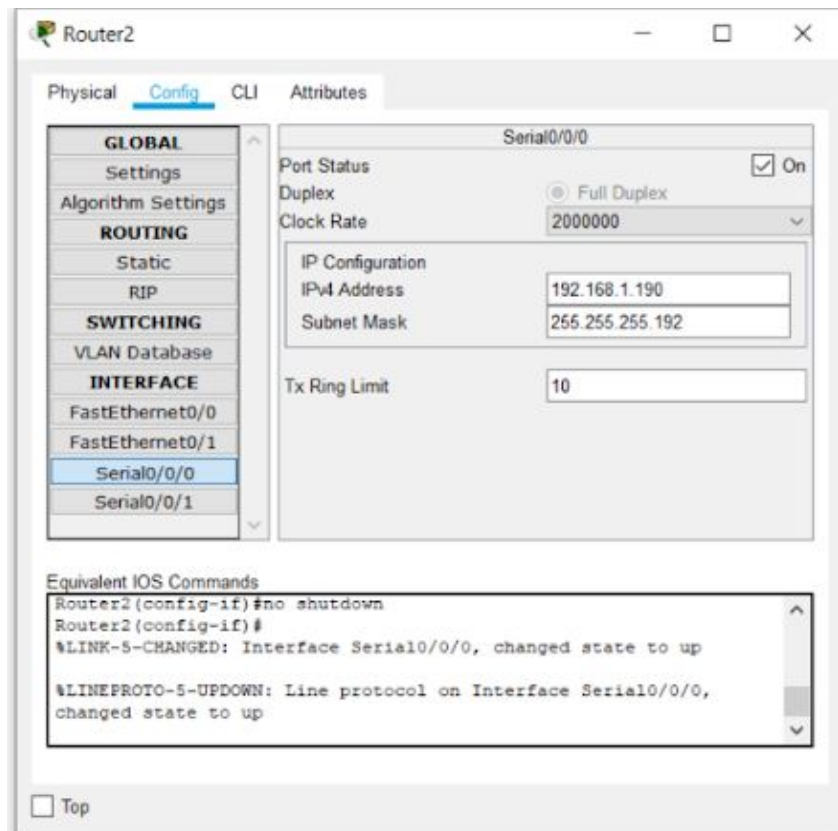 Router2
Physical Config CLI Attributes
GLOBAL
Settings
Algorithm Settings
ROUTING
Static
RIP
SWITCHING
VLAN Database
INTERFACE
FastEthernet0/0
FastEthernet0/1
Serial0/0/0
Serial0/0/1
Serial0/0/0
Port Status On
Duplex Full Duplex
Clock Rate 2000000
IP Configuration
IPv4 Address 192.168.1.190
Subnet Mask 255.255.255.192
Tx Ring Limit 10
Equivalent IOS Commands
Router2(config-if)#no shutdown
Router2(config-if)#
%LINK-5-CHANGED: Interface Serial0/0/0, changed state to up
%LINEPROTO-5-UPDOWN: Line protocol on Interface Serial0/0/0,
changed state to up
Top